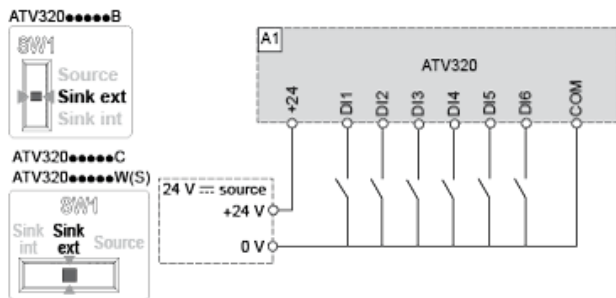 ATV320●●●●●B
SW1
Source
Sink ext
Sink int
ATV320●●●●●C
ATV320●●●●●W(S)
SW1
Sink int
Sink ext
Source
A1
ATV320
+24
DI1
DI2
DI3
DI4
DI5
DI6
COM
24 V ⎓ source
+24 V
0 V